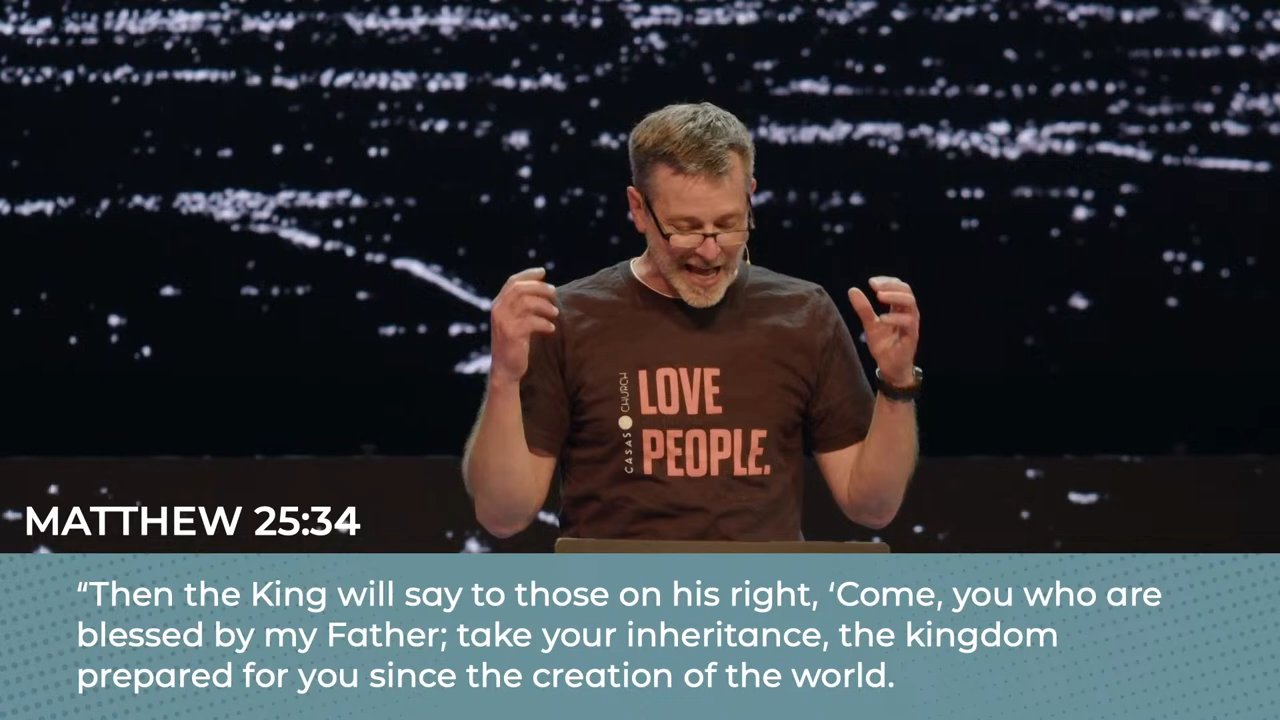 CASAS CHURCH
LOVE
PEOPLE.
MATTHEW 25:34
“Then the King will say to those on his right, ‘Come, you who are
blessed by my Father; take your inheritance, the kingdom
prepared for you since the creation of the world.